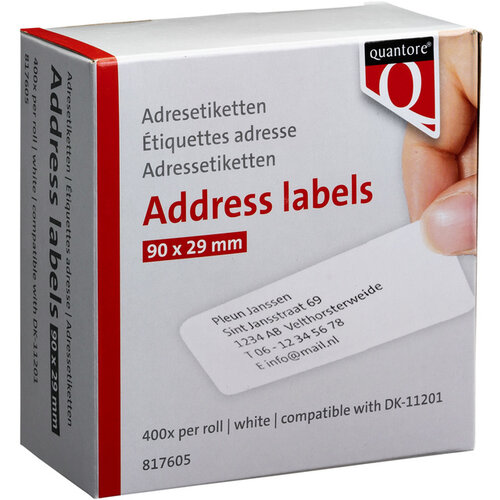 quantore®
Q
Adresetiketten
Étiquettes adresse
Adressetiketten
Address labels
90 x 29 mm
Pleun Janssen
Sint Jansstraat 69
1234 AB Velthorsterweide
T 06 - 12 34 56 78
E info@mail.nl
400x per roll | white | compatible with DK-11201
817605
Adresetiketten | Étiquettes adresse | Adressetiketten
Address labels 90 x 29 mm
400x per roll | white | compatible with DK-11201
817605